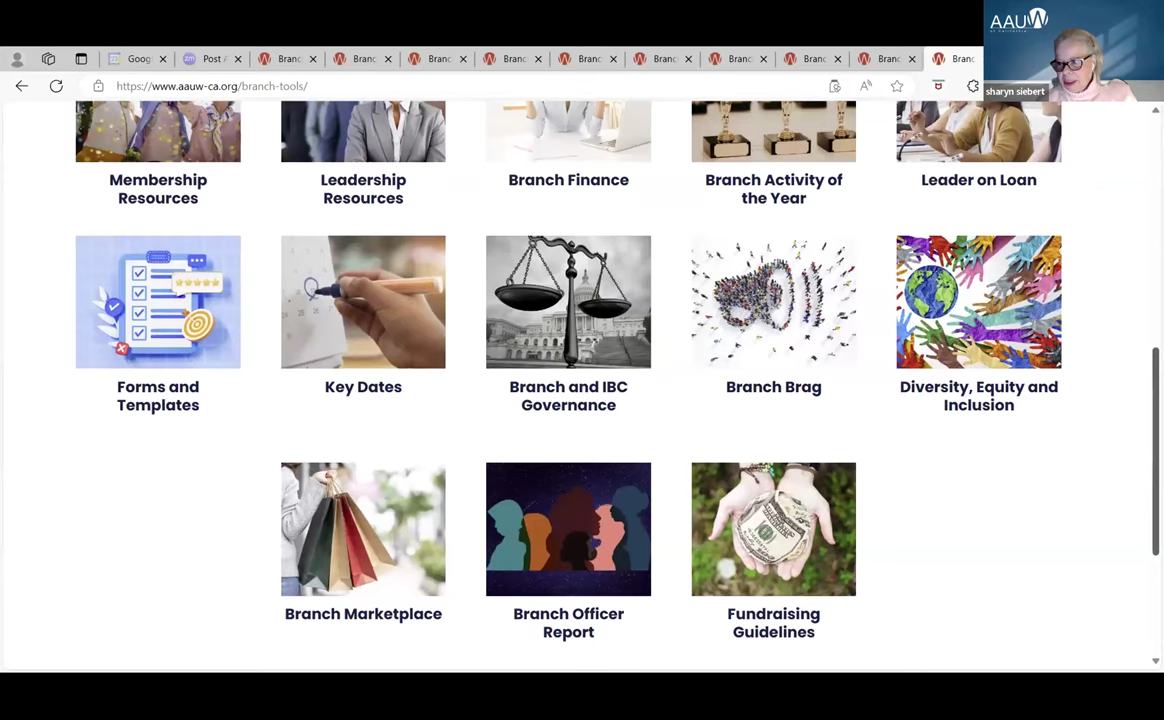 AAUW
of California
Goog
Post A
Branc
Branc
Branc
Branc
Branc
Branc
Branc
Branc
Branc
Branc
sharyn siebert
https://www.aauw-ca.org/branch-tools/
Membership
Resources
Leadership
Resources
Branch Finance
Branch Activity of
the Year
Leader on Loan
Forms and
Templates
Key Dates
Branch and IBC
Governance
Branch Brag
Diversity, Equity and
Inclusion
Branch Marketplace
Branch Officer
Report
Fundraising
Guidelines